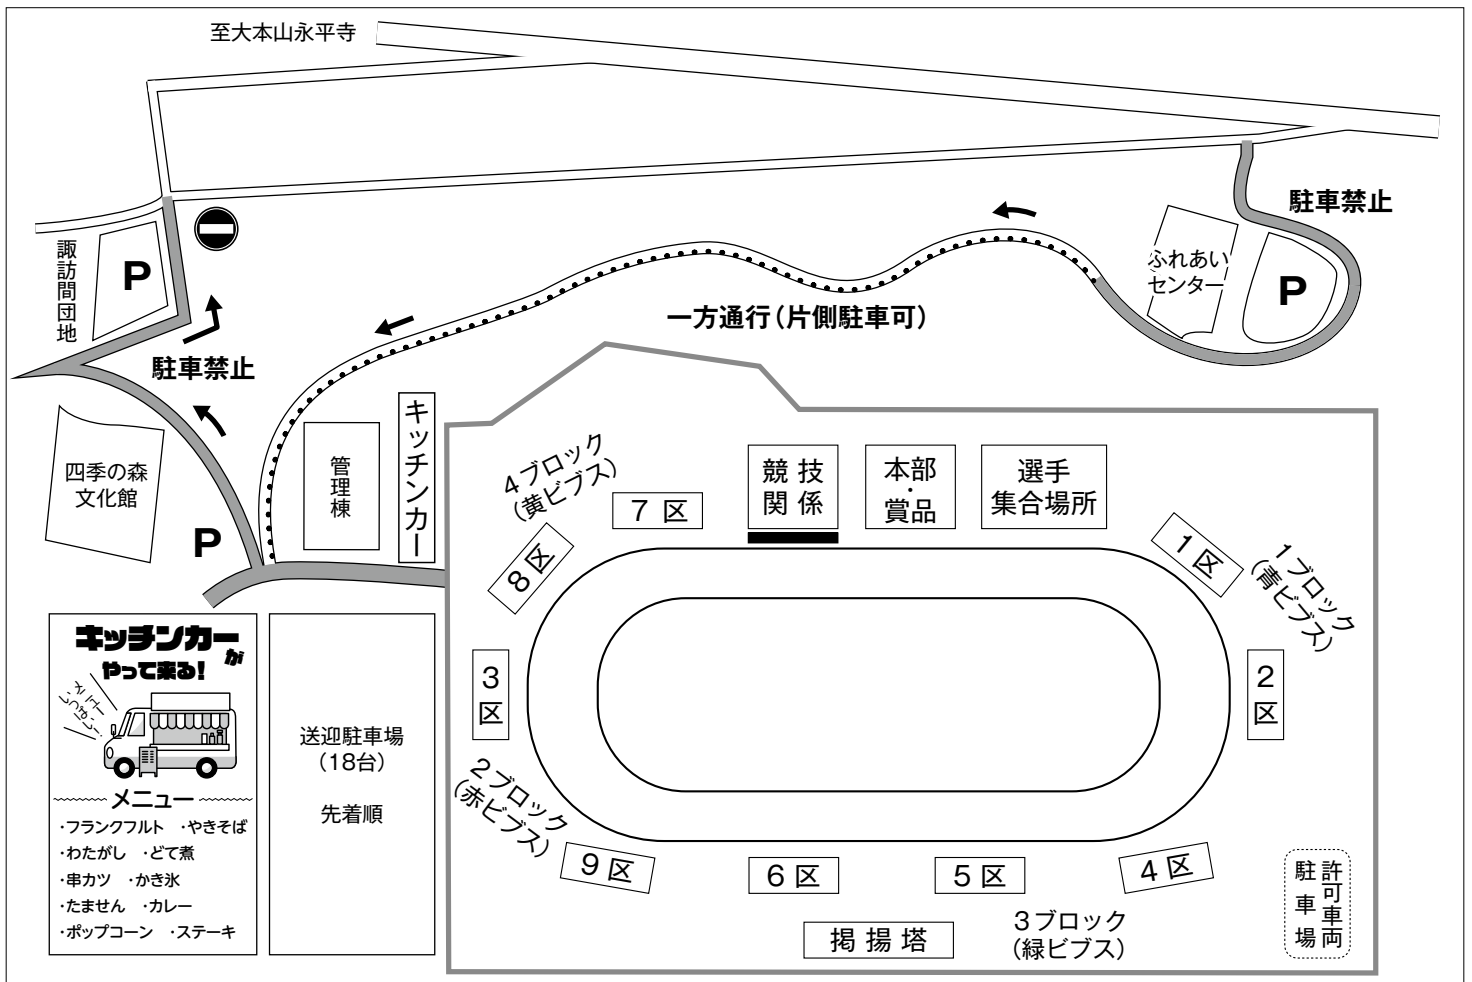 至大本山永平寺
駐車禁止
諏訪間団地
P
ふれあい
センター
P
一方通行（片側駐車可）
駐車禁止
四季の森
文化館
P
管理棟
キッチンカー
4ブロック
（黄ビブス）
7区
競技
関係
本部
・
賞品
選手
集合場所
8区
1区
1ブロック
（青ビブス）
3区
2区
2ブロック
（赤ビブス）
9区
6区
5区
4区
掲揚塔
3ブロック
（緑ビブス）
許可車両
駐車場
送迎駐車場
（18台）
先着順
キッチンカーが
やって来る！
メニュー
いっぱい！
メニュー
・フランクフルト ・やきそば
・わたがし ・どて煮
・串カツ ・かき氷
・たません ・カレー
・ポップコーン ・ステーキ